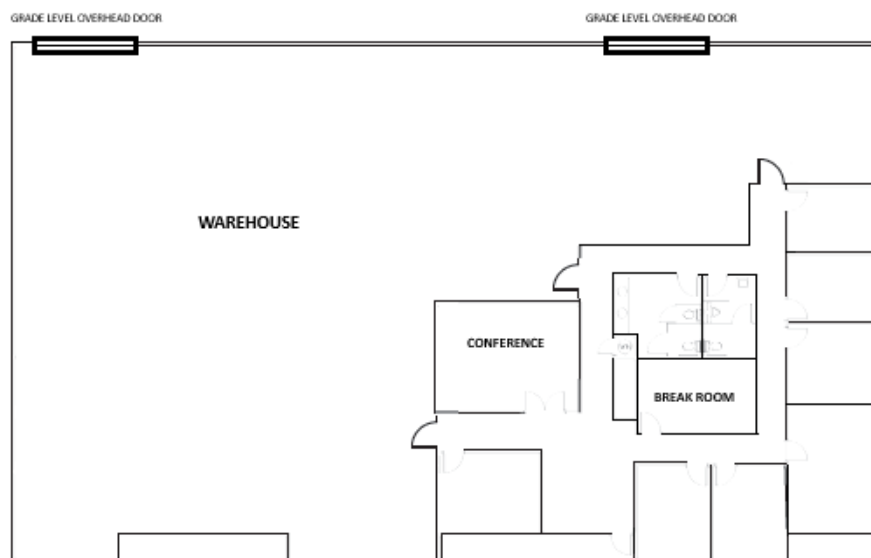 GRADE LEVEL OVERHEAD DOOR
GRADE LEVEL OVERHEAD DOOR
WAREHOUSE
CONFERENCE
BREAK ROOM